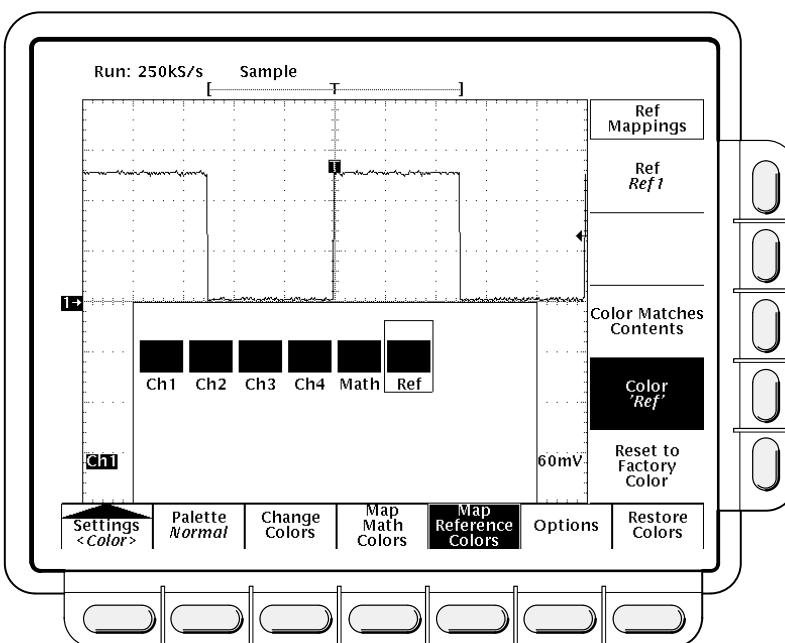 Run: 250kS/s Sample
[ T ]
Ref
Mappings
T
Ref
Ref1
1→
Color Matches
Contents
Ch1 Ch2 Ch3 Ch4 Math Ref
Color
'Ref'
Ch1
60mV
Reset to
Factory
Color
Settings
<Color>
Palette
Normal
Change
Colors
Map
Math
Colors
Map
Reference
Colors
Options
Restore
Colors